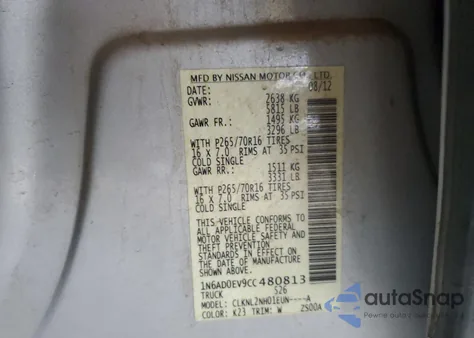 MFD BY NISSAN MOTOR CO., LTD.
DATE: 08/12
GVWR: 2638 KG
5815 LB
GAWR FR.: 1495 KG
3296 LB
WITH P265/70R16 TIRES
16 X 7.0 RIMS AT 35 PSI
COLD SINGLE
GAWR RR.: 1511 KG
3331 LB
WITH P265/70R16 TIRES
16 X 7.0 RIMS AT 35 PSI
COLD SINGLE
THIS VEHICLE CONFORMS TO
ALL APPLICABLE FEDERAL
MOTOR VEHICLE SAFETY AND
THEFT PREVENTION
STANDARDS IN EFFECT ON
THE DATE OF MANUFACTURE
SHOWN ABOVE.
1N6AD0EV9CC480813
TRUCK 526
MODEL: CLKNL2NH01EUN----A
COLOR: K23 TRIM: W 2S00A
autoSnap
Pewne auto z